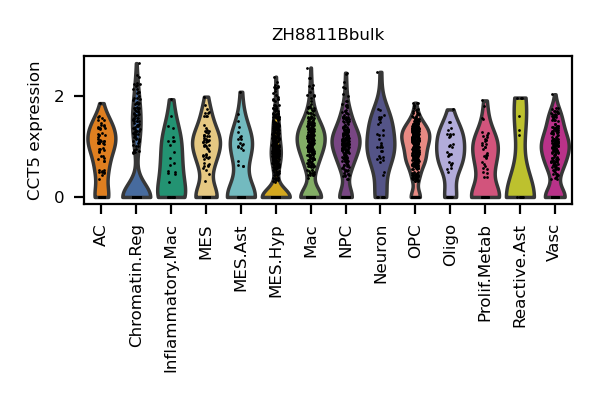 ZH8811Bbulk
CCT5 expression
2
0
AC
Chromatin.Reg
Inflammatory.Mac
MES
MES.Ast
MES.Hyp
Mac
NPC
Neuron
OPC
Oligo
Prolif.Metab
Reactive.Ast
Vasc